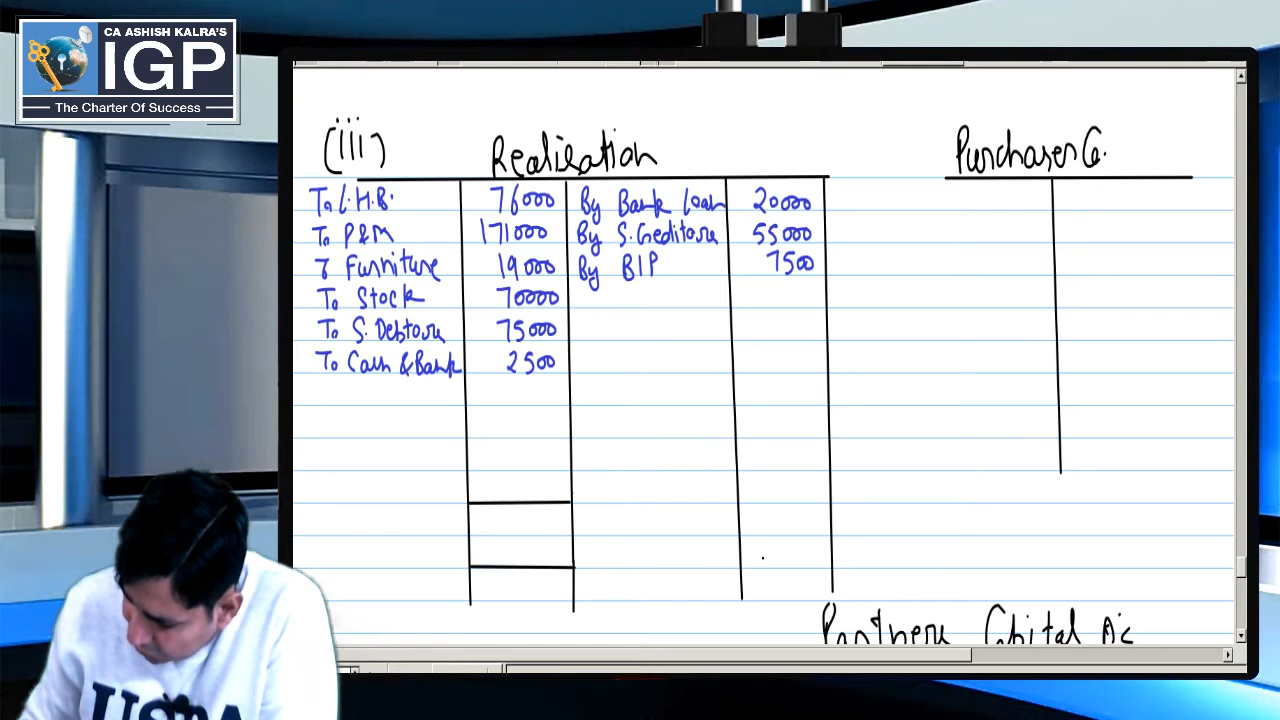 CA ASHISH KALRA'S
IGP
The Charter Of Success
(iii) Realisation
Purchaser Co.
To L.H.B. 76000 By Bank Loan 20000
To P&M 171000 By S. Creditors 55000
Furniture 19000 By BIP 7500
To Stock 70000
To S. Debtors 75000
To Cash & Bank 2500
Partners Capital A/c